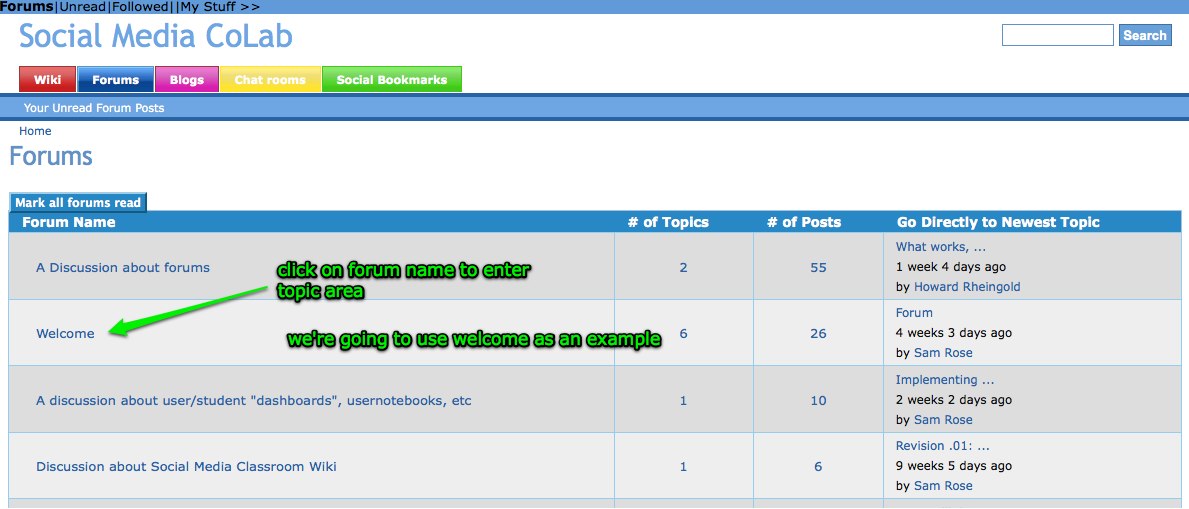 Forums|Unread|Followed||My Stuff >>
Social Media CoLab
Search
Wiki Forums Blogs Chat rooms Social Bookmarks
Your Unread Forum Posts
Home
Forums
Mark all forums read
Forum Name # of Topics # of Posts Go Directly to Newest Topic
A Discussion about forums 2 55 What works, ...
1 week 4 days ago
by Howard Rheingold
click on forum name to enter
topic area
Welcome 6 26 Forum
4 weeks 3 days ago
by Sam Rose
we're going to use welcome as an example
A discussion about user/student "dashboards", usernotebooks, etc 1 10 Implementing ...
2 weeks 2 days ago
by Sam Rose
Discussion about Social Media Classroom Wiki 1 6 Revision .01: ...
9 weeks 5 days ago
by Sam Rose